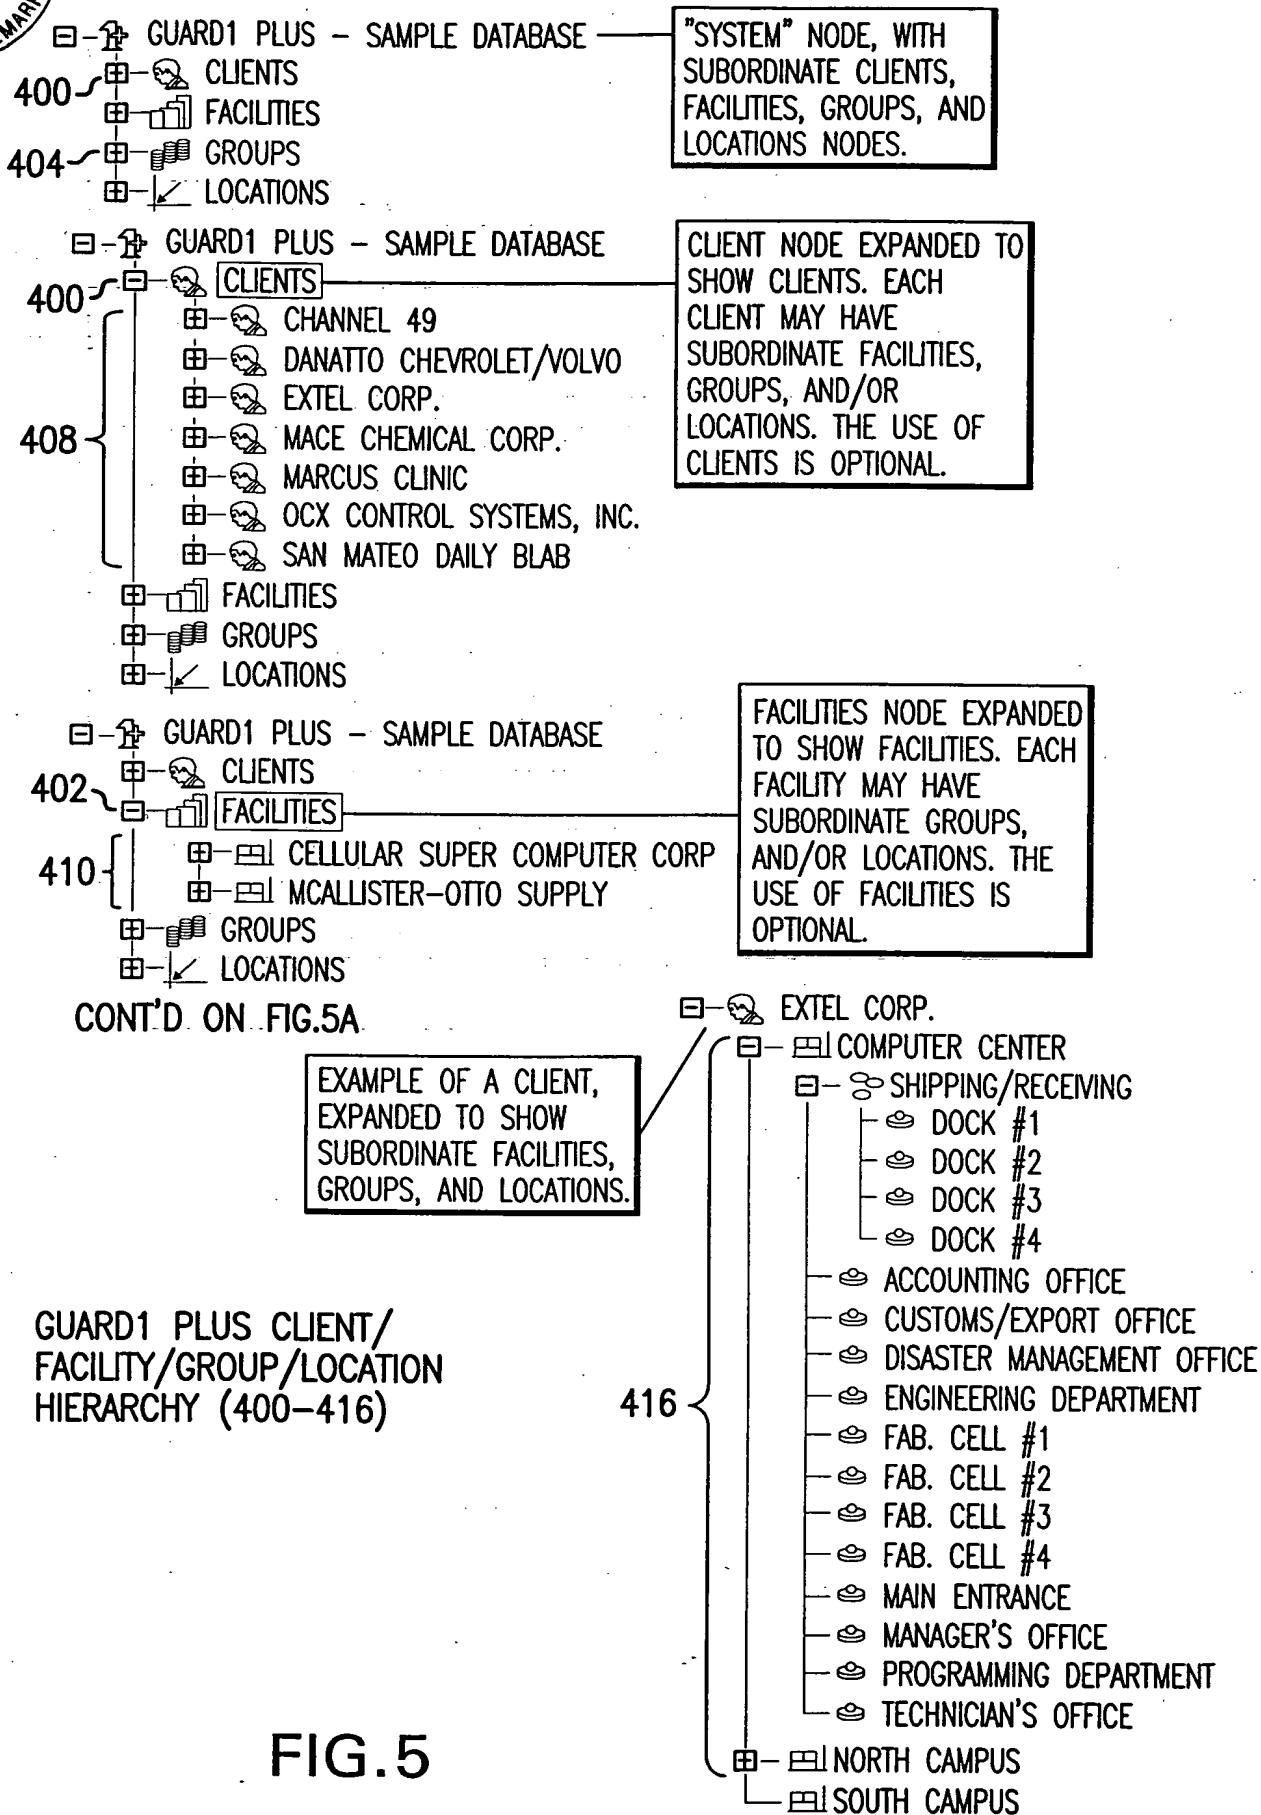 GUARD1 PLUS – SAMPLE DATABASE
400
CLIENTS
FACILITIES
404
GROUPS
LOCATIONS
"SYSTEM" NODE, WITH
SUBORDINATE CLIENTS,
FACILITIES, GROUPS, AND
LOCATIONS NODES.
GUARD1 PLUS – SAMPLE DATABASE
400
CLIENTS
408
CHANNEL 49
DANATTO CHEVROLET/VOLVO
EXTEL CORP.
MACE CHEMICAL CORP.
MARCUS CLINIC
OCX CONTROL SYSTEMS, INC.
SAN MATEO DAILY BLAB
FACILITIES
GROUPS
LOCATIONS
CLIENT NODE EXPANDED TO
SHOW CLIENTS. EACH
CLIENT MAY HAVE
SUBORDINATE FACILITIES,
GROUPS, AND/OR
LOCATIONS. THE USE OF
CLIENTS IS OPTIONAL.
GUARD1 PLUS – SAMPLE DATABASE
CLIENTS
402
FACILITIES
410
CELLULAR SUPER COMPUTER CORP
MCALLISTER–OTTO SUPPLY
GROUPS
LOCATIONS
FACILITIES NODE EXPANDED
TO SHOW FACILITIES. EACH
FACILITY MAY HAVE
SUBORDINATE GROUPS,
AND/OR LOCATIONS. THE
USE OF FACILITIES IS
OPTIONAL.
CONT'D ON FIG.5A
EXAMPLE OF A CLIENT,
EXPANDED TO SHOW
SUBORDINATE FACILITIES,
GROUPS, AND LOCATIONS.
EXTEL CORP.
COMPUTER CENTER
SHIPPING/RECEIVING
DOCK #1
DOCK #2
DOCK #3
DOCK #4
ACCOUNTING OFFICE
CUSTOMS/EXPORT OFFICE
DISASTER MANAGEMENT OFFICE
ENGINEERING DEPARTMENT
416
FAB. CELL #1
FAB. CELL #2
FAB. CELL #3
FAB. CELL #4
MAIN ENTRANCE
MANAGER'S OFFICE
PROGRAMMING DEPARTMENT
TECHNICIAN'S OFFICE
NORTH CAMPUS
SOUTH CAMPUS
GUARD1 PLUS CLIENT/
FACILITY/GROUP/LOCATION
HIERARCHY (400–416)
FIG.5